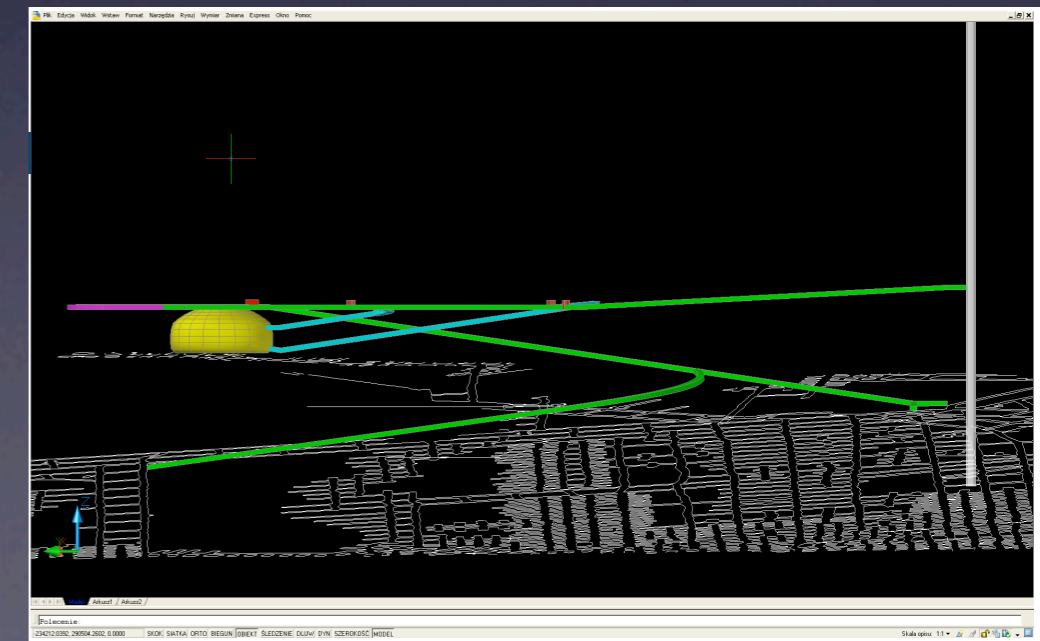 Plik Edycja Widok Wstaw Format Narzędzia Rysuj Wymiar Zmiana Express Okno Pomoc
Z
Model / Arkusz1 / Arkusz2 /
Polecenie:
-234212.0392, 290504.2602, 0.0000 SKOK SIATKA ORTO BIEGUN OBIEKT ŚLEDZENIE DLUW DYN SZEROKOŚĆ MODEL Skala opisu: 1:1